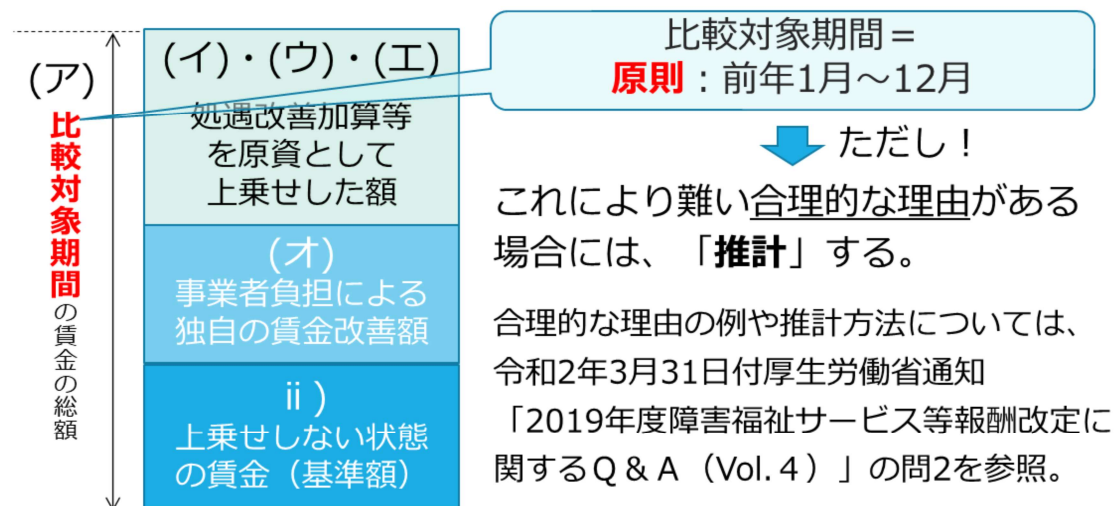 (ア)
比較対象期間の賃金の総額
(イ)・(ウ)・(エ)
処遇改善加算等
を原資として
上乗せした額
(オ)
事業者負担による
独自の賃金改善額
ⅱ)
上乗せしない状態
の賃金（基準額）
比較対象期間＝
原則：前年1月～12月
ただし！
これにより難い合理的な理由がある
場合には、「推計」する。
合理的な理由の例や推計方法については、
令和2年3月31日付厚生労働省通知
「2019年度障害福祉サービス等報酬改定に
関するＱ＆Ａ（Vol.４）」の問2を参照。